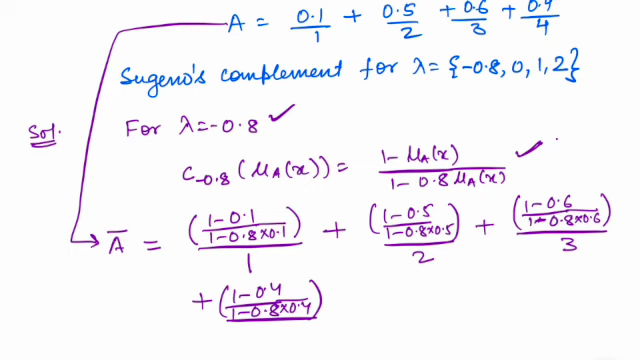 A = 0.1/1 + 0.5/2 + 0.6/3 + 0.4/4
Sugeno's complement for λ = {-0.8, 0, 1, 2}
Sol. For λ = -0.8 ✓
C₋₀.₈ (μA(x)) = (1 - μA(x))/(1 - 0.8 μA(x)) ✓
A̅ = ((1-0.1)/(1-0.8×0.1))/1 + ((1-0.5)/(1-0.8×0.5))/2 + ((1-0.6)/(1-0.8×0.6))/3
+ ((1-0.4)/(1-0.8×0.4))